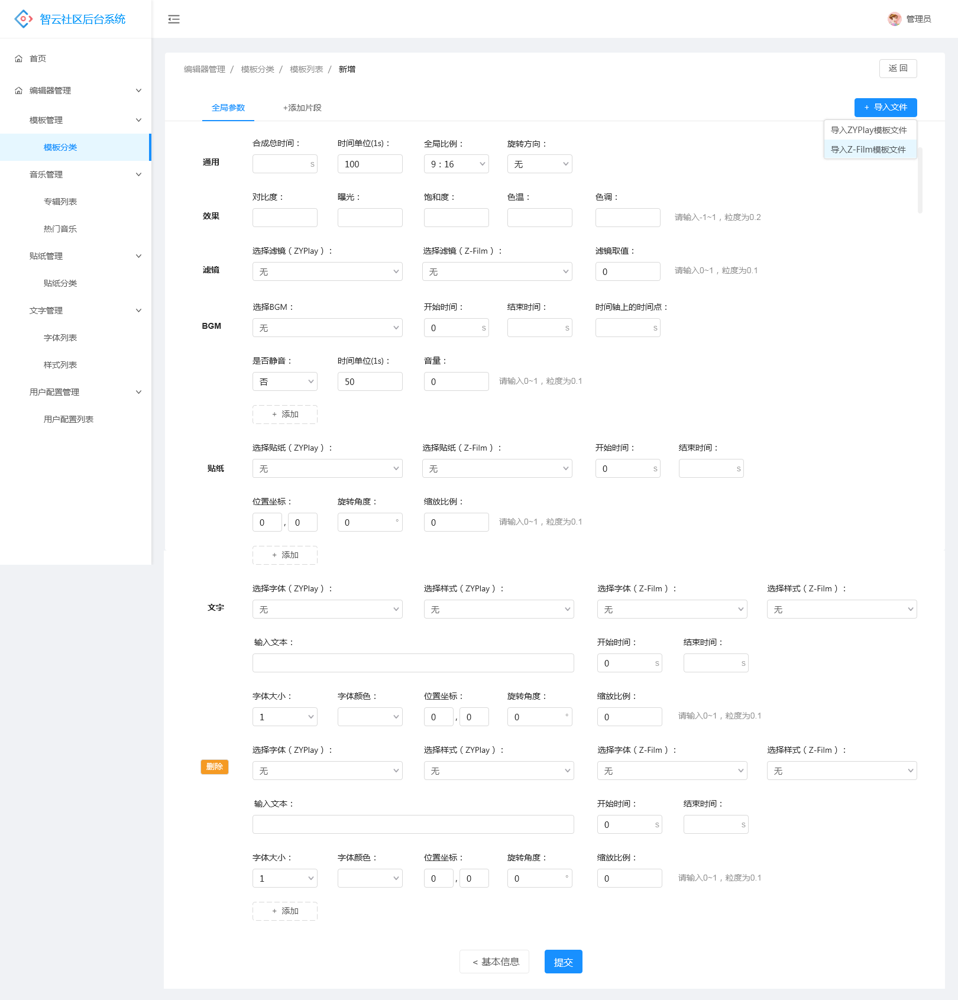 智云社区后台系统
管理员
首页
编辑器管理
模板管理
模板分类
音乐管理
专辑列表
热门音乐
贴纸管理
贴纸分类
文字管理
字体列表
样式列表
用户配置管理
用户配置列表
编辑器管理 / 模板分类 / 模板列表 / 新增
返 回
全局参数 +添加片段
+ 导入文件
导入ZYPlay模板文件
导入Z-Film模板文件
合成总时间： 时间单位(1s)： 全局比例： 旋转方向：
通用 s 100 9：16 无
对比度： 曝光： 饱和度： 色温： 色调：
效果 请输入-1~1，粒度为0.2
选择滤镜（ZYPlay）： 选择滤镜（Z-Film）： 滤镜取值：
滤镜 无 无 0 请输入0~1，粒度为0.1
选择BGM： 开始时间： 结束时间： 时间轴上的时间点：
BGM 无 0 s s s
是否静音： 时间单位(1s)： 音量：
否 50 0 请输入0~1，粒度为0.1
+ 添加
选择贴纸（ZYPlay）： 选择贴纸（Z-Film）： 开始时间： 结束时间：
贴纸 无 无 0 s s
位置坐标： 旋转角度： 缩放比例：
0 , 0 0 ° 0 请输入0~1，粒度为0.1
+ 添加
选择字体（ZYPlay）： 选择样式（ZYPlay）： 选择字体（Z-Film）： 选择样式（Z-Film）：
文字 无 无 无 无
输入文本： 开始时间： 结束时间：
0 s s
字体大小： 字体颜色： 位置坐标： 旋转角度： 缩放比例：
1 0 , 0 0 ° 0 请输入0~1，粒度为0.1
选择字体（ZYPlay）： 选择样式（ZYPlay）： 选择字体（Z-Film）： 选择样式（Z-Film）：
删除 无 无 无 无
输入文本： 开始时间： 结束时间：
0 s s
字体大小： 字体颜色： 位置坐标： 旋转角度： 缩放比例：
1 0 , 0 0 ° 0 请输入0~1，粒度为0.1
+ 添加
< 基本信息 提交